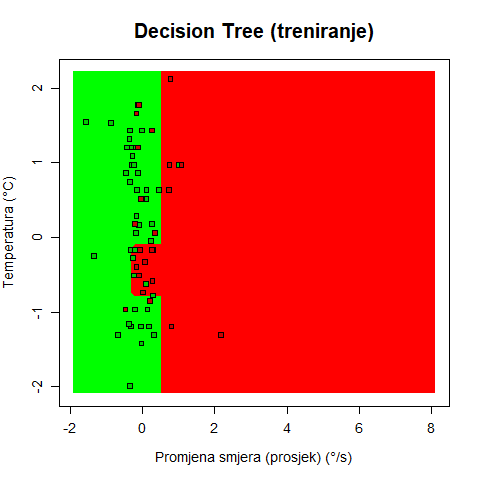 Decision Tree (treniranje)
Temperatura (°C)
2
1
0
-1
-2
-2 0 2 4 6 8
Promjena smjera (prosjek) (°/s)